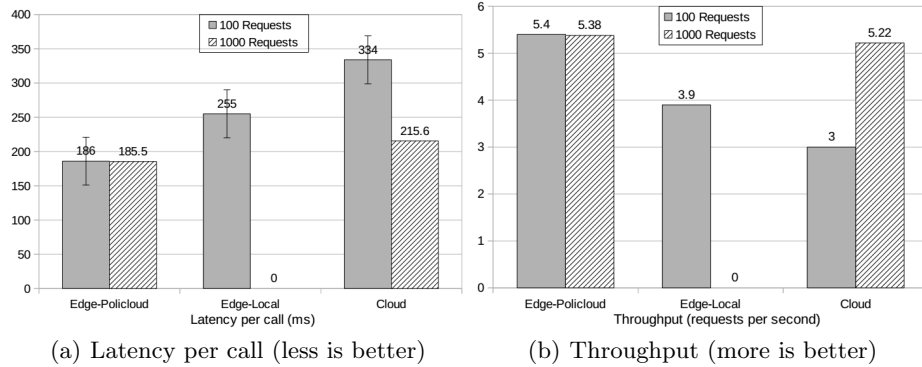 400
350
300
250
200
150
100
50
0
100 Requests
1000 Requests
186
185.5
255
0
334
215.6
Edge-Policloud
Edge-Local
Cloud
Latency per call (ms)
(a) Latency per call (less is better)
6
5
4
3
2
1
0
100 Requests
1000 Requests
5.4
5.38
3.9
0
3
5.22
Edge-Policloud
Edge-Local
Cloud
Throughput (requests per second)
(b) Throughput (more is better)